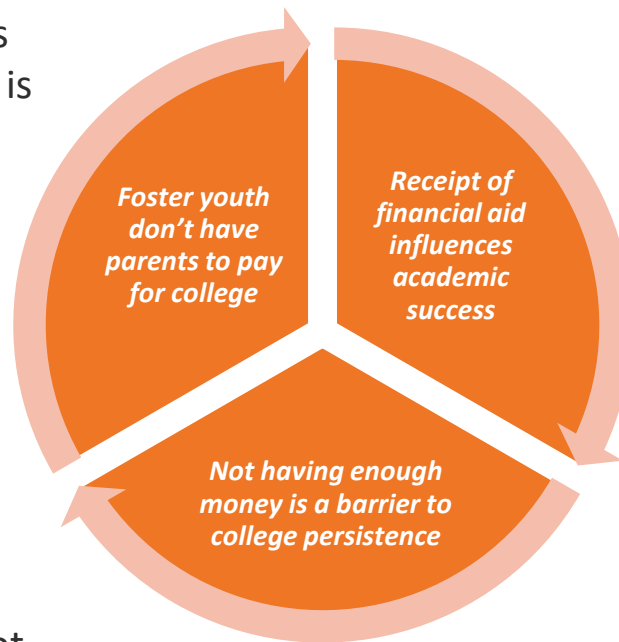 s
is
Foster youth
don't have
parents to pay
for college
Receipt of
financial aid
influences
academic
success
Not having enough
money is a barrier to
college persistence